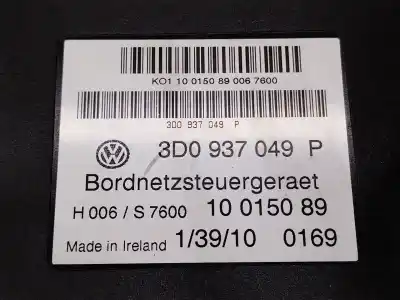 KO1 10 0150 89 006 7600
3D0 937 049 P
3D0 937 049 P
Bordnetzsteuergeraet
H 006 / S 7600 10 0150 89
Made in Ireland 1/39/10 0169